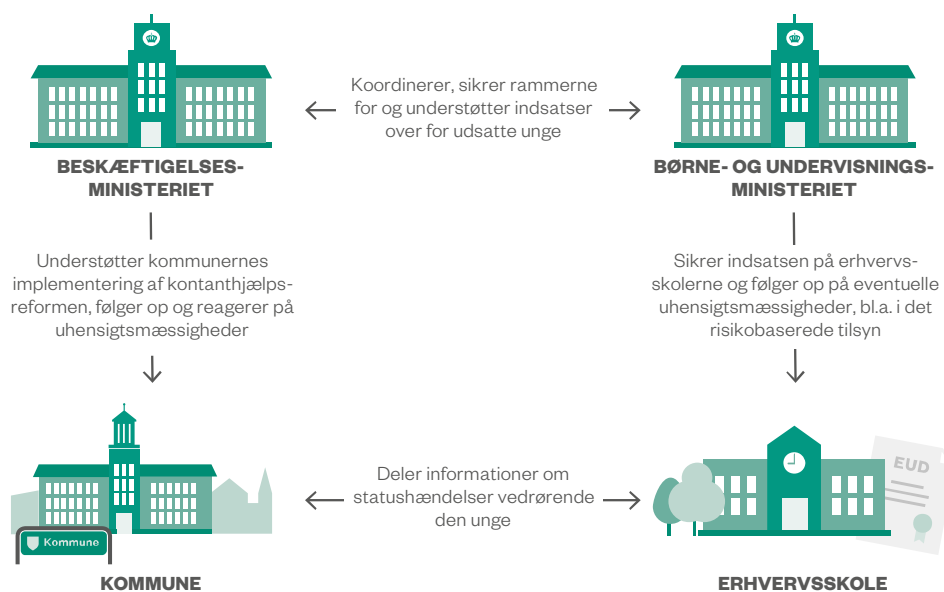 Koordinerer, sikrer rammerne
for og understøtter indsatser
over for udsatte unge
BESKÆFTIGELSES-
MINISTERIET
BØRNE- OG UNDERVISNINGS-
MINISTERIET
Understøtter kommunernes
implementering af kontanthjælps-
reformen, følger op og reagerer på
uhensigtsmæssigheder
Sikrer indsatsen på erhvervs-
skolerne og følger op på eventuelle
uhensigtsmæssigheder, bl.a. i det
risikobaserede tilsyn
Deler informationer om
statushændelser vedrørende
den unge
EUD
Kommune
KOMMUNE
ERHVERVSSKOLE